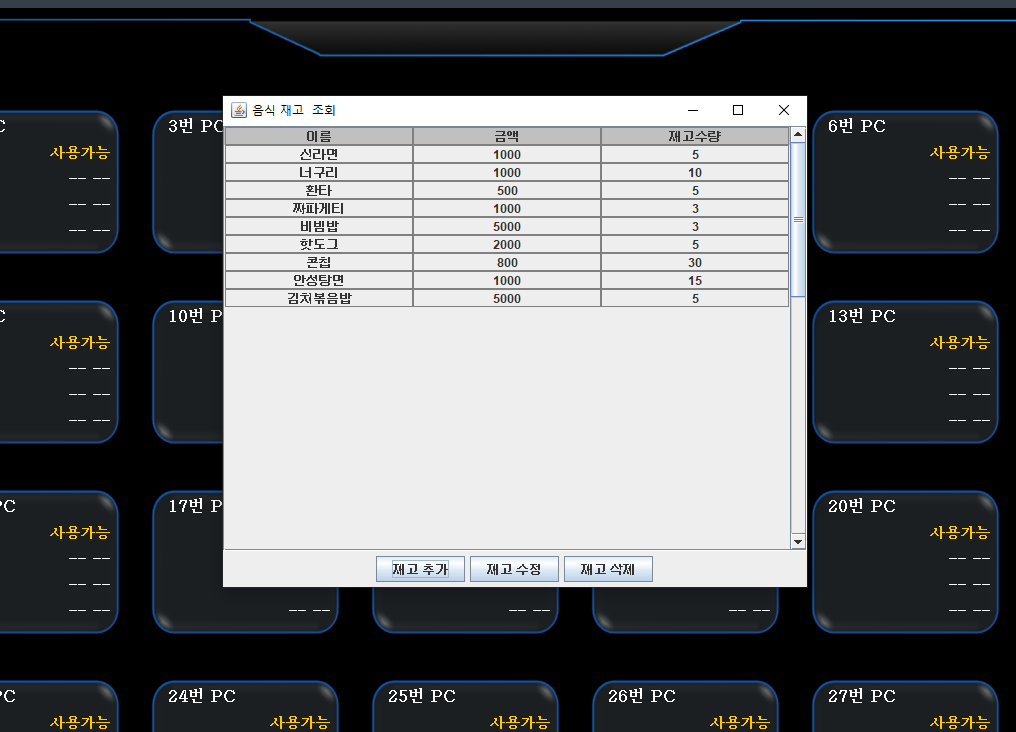 음식 재고 조회
이름 금액 재고수량
신라면 1000 5
너구리 1000 10
환타 500 5
짜파게티 1000 3
비빔밥 5000 3
핫도그 2000 5
콘칩 800 30
안성탕면 1000 15
김치볶음밥 5000 5
재고 추가 재고 수정 재고 삭제
PC
사용가능
-- --
-- --
-- --
3번 PC
6번 PC
사용가능
-- --
-- --
-- --
사용가능
-- --
-- --
-- --
10번 P
13번 PC
사용가능
-- --
-- --
-- --
PC
사용가능
-- --
-- --
-- --
17번 P
-- --
-- --
-- --
20번 PC
사용가능
-- --
-- --
-- --
PC
사용가능
24번 PC
사용가능
25번 PC
사용가능
26번 PC
사용가능
27번 PC
사용가능